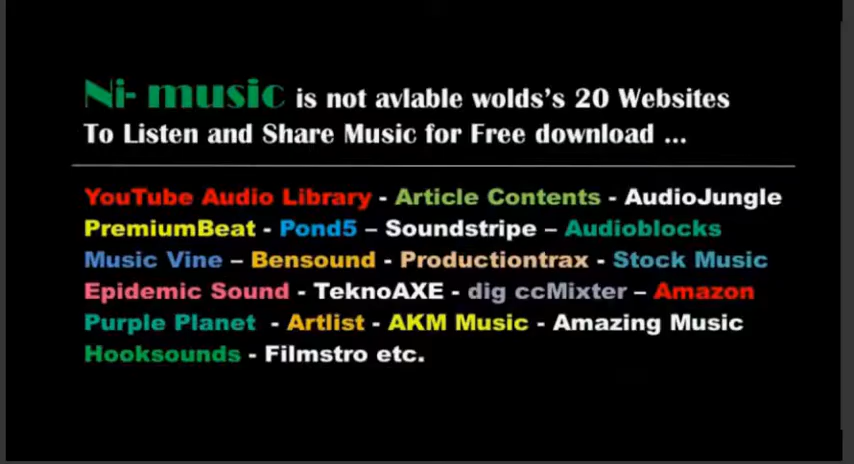 Ni- music is not avlable wolds's 20 Websites
To Listen and Share Music for Free download ...
YouTube Audio Library - Article Contents - AudioJungle
PremiumBeat - Pond5 – Soundstripe – Audioblocks
Music Vine – Bensound - Productiontrax - Stock Music
Epidemic Sound - TeknoAXE - dig ccMixter – Amazon
Purple Planet - Artlist - AKM Music - Amazing Music
Hooksounds - Filmstro etc.